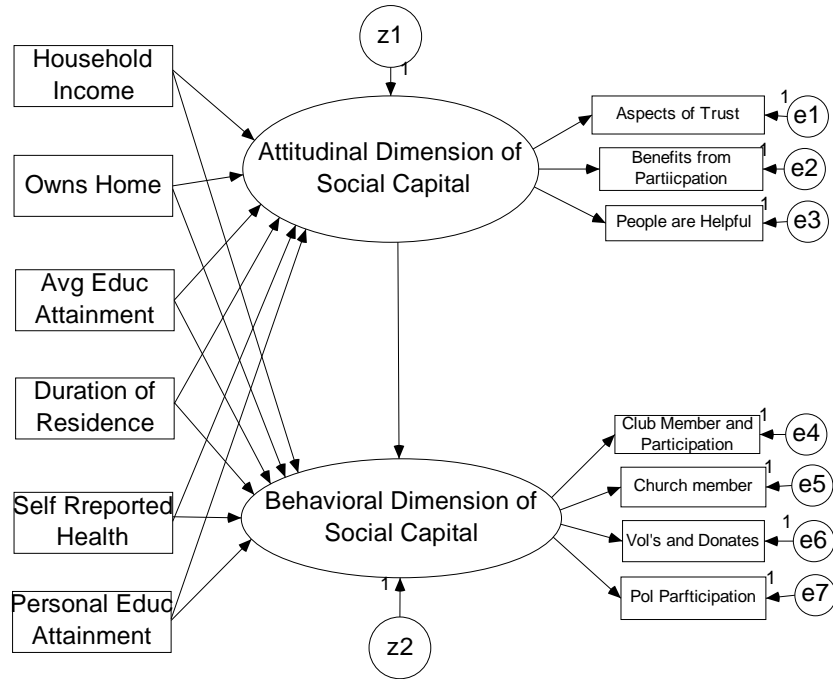 z1
1
Household
Income
Owns Home
Avg Educ
Attainment
Duration of
Residence
Self Rreported
Health
Personal Educ
Attainment
Attitudinal Dimension of
Social Capital
Behavioral Dimension of
Social Capital
1
z2
Aspects of Trust
1
e1
Benefits from
Partiicpation
1
e2
People are Helpful
1
e3
Club Member and
Participation
1
e4
Church member
1
e5
Vol's and Donates
1
e6
Pol Parfticipation
1
e7